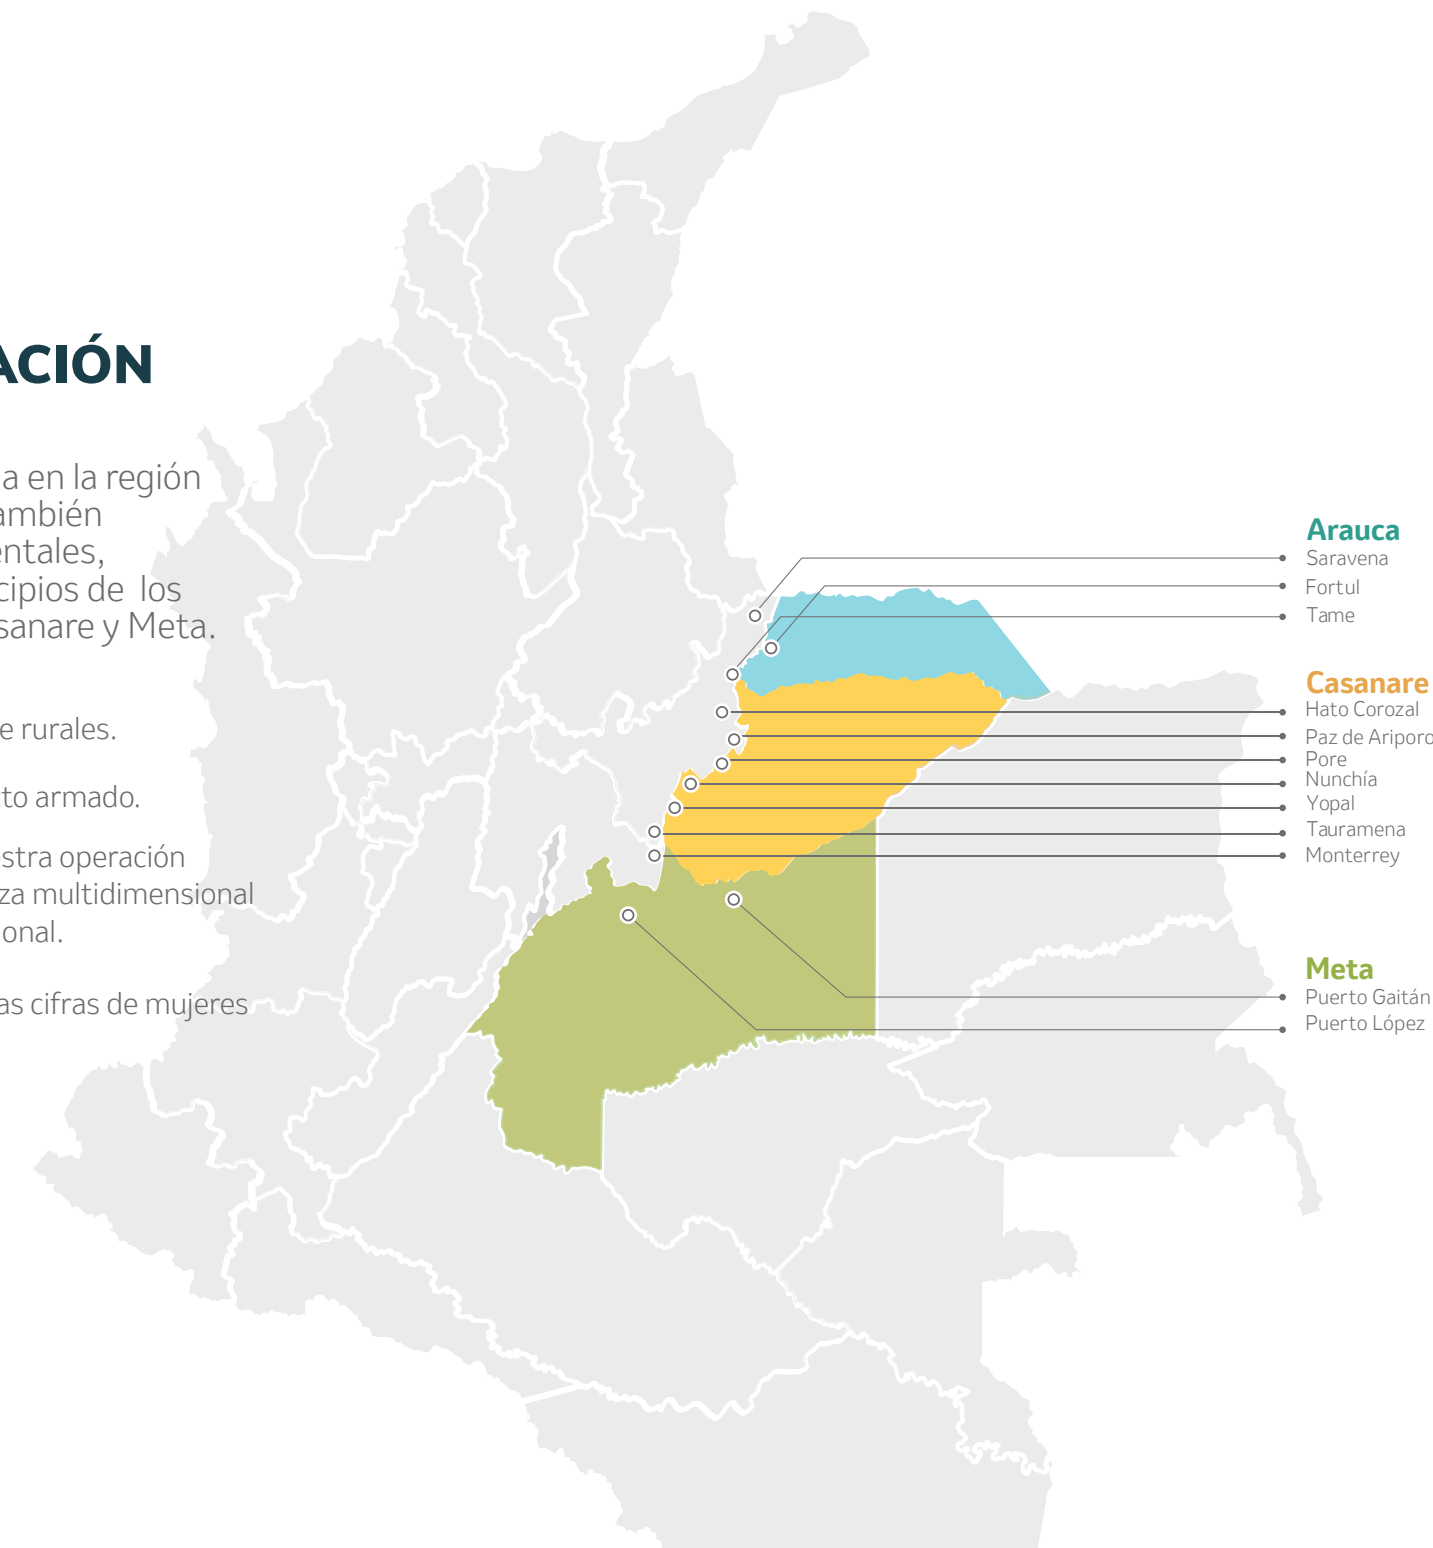 ACIÓN
a en la región
ambién
entales,
cipios de los
sanare y Meta.
e rurales.
to armado.
stra operación
za multidimensional
onal.
as cifras de mujeres
Arauca
Saravena
Fortul
Tame
Casanare
Hato Corozal
Paz de Ariporo
Pore
Nunchía
Yopal
Tauramena
Monterrey
Meta
Puerto Gaitán
Puerto López